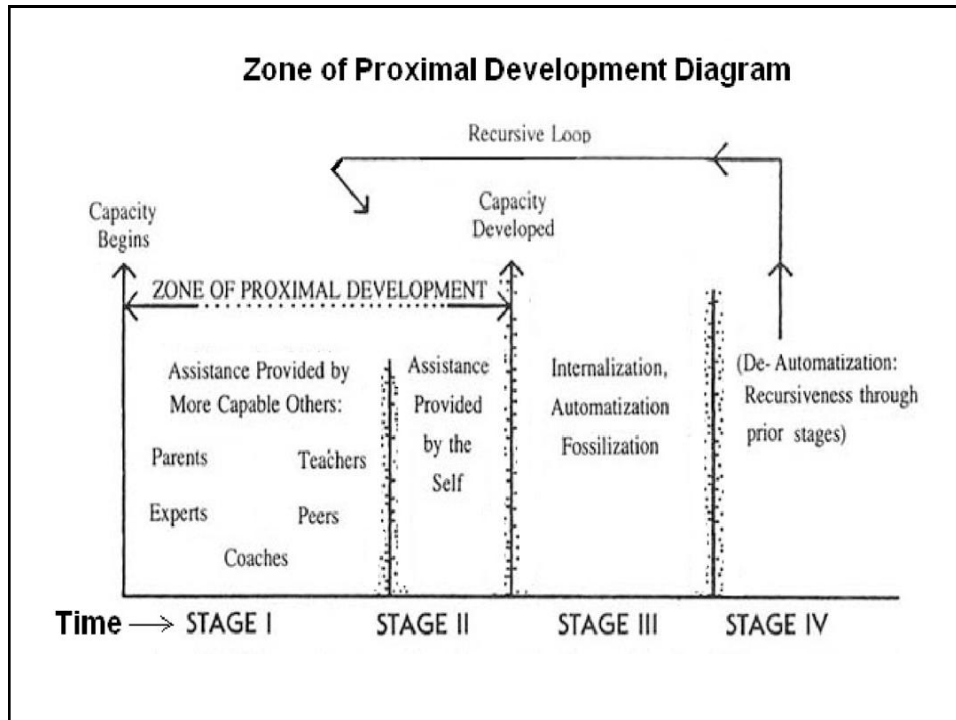 Zone of Proximal Development Diagram
Recursive Loop
Capacity
Begins
Capacity
Developed
ZONE OF PROXIMAL DEVELOPMENT
Assistance Provided by
More Capable Others:
Parents Teachers
Experts Peers
Coaches
Assistance
Provided
by the
Self
Internalization,
Automatization
Fossilization
(De-Automatization:
Recursiveness through
prior stages)
Time → STAGE I STAGE II STAGE III STAGE IV